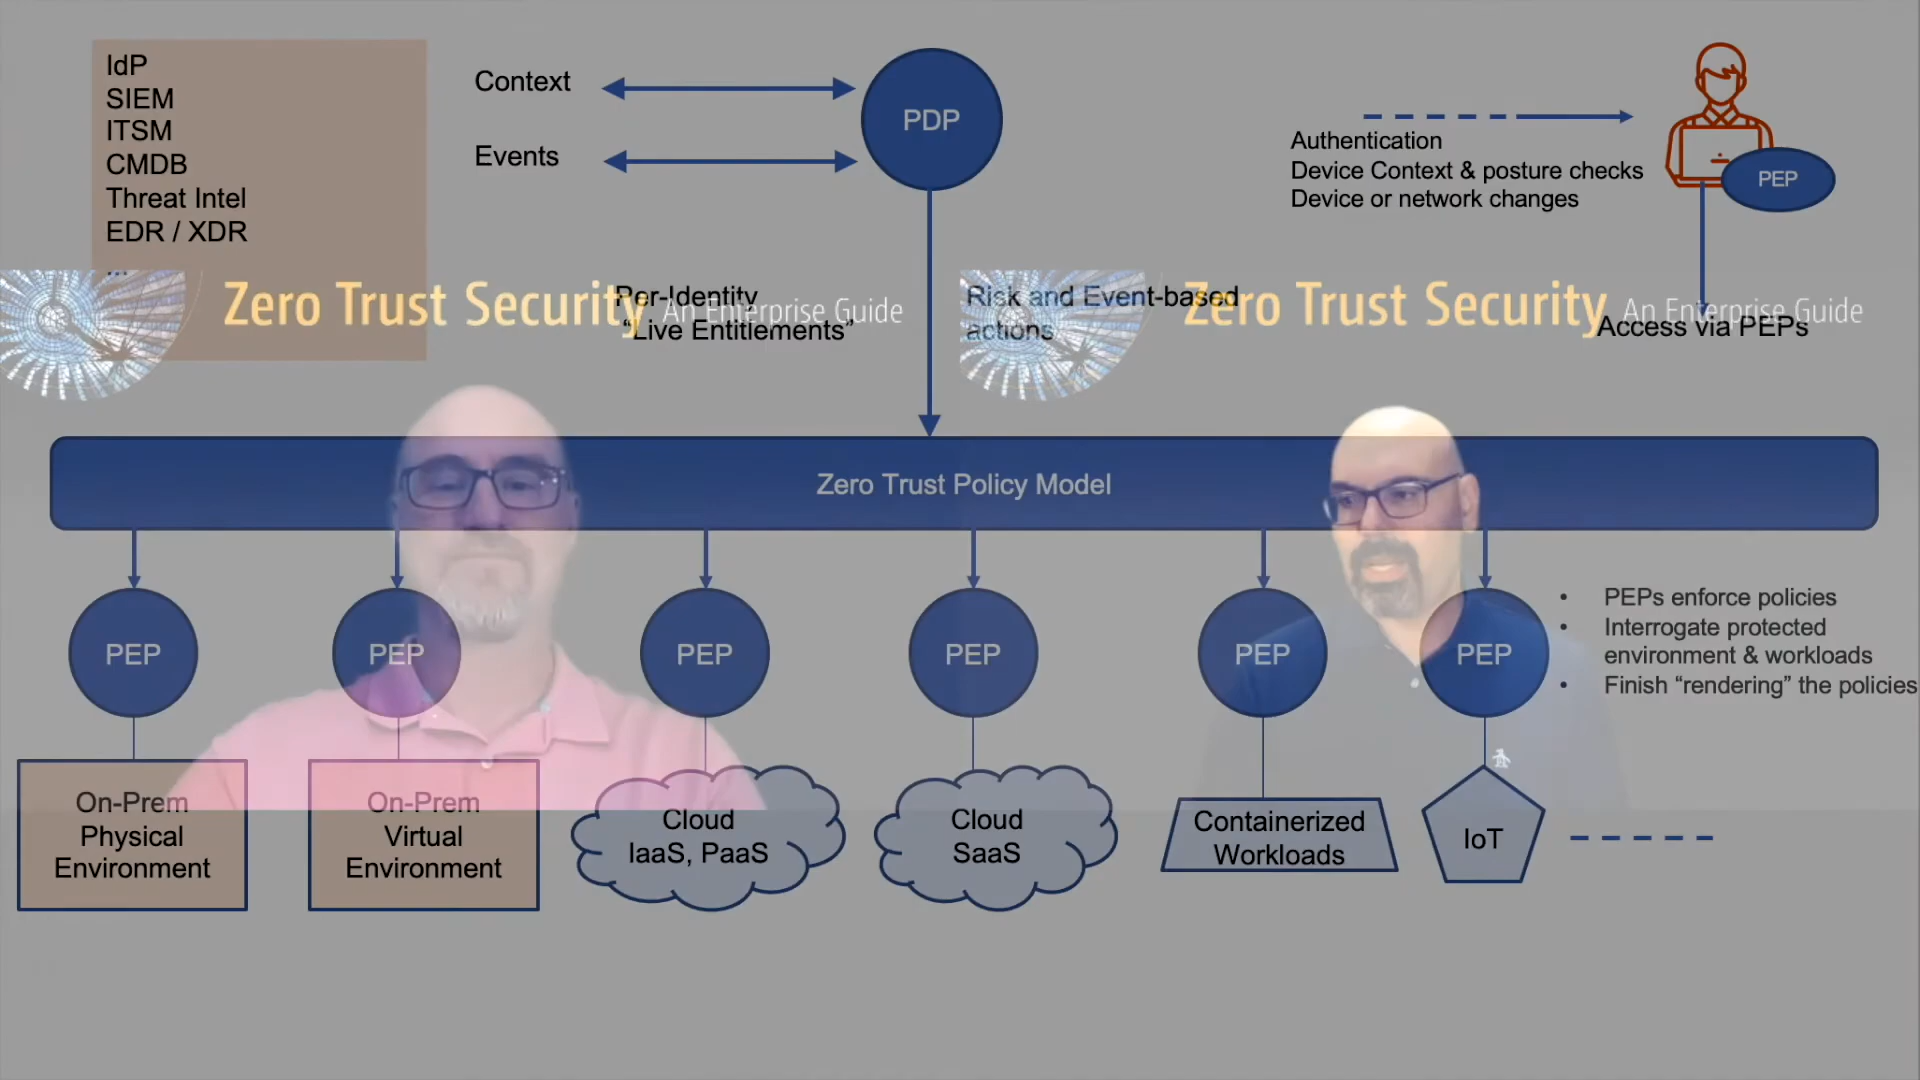 IdP
SIEM
ITSM
CMDB
Threat Intel
EDR / XDR
...
Context
Events
PDP
Authentication
Device Context & posture checks
Device or network changes
PEP
Zero Trust Security An Enterprise Guide
Per-Identity
“Live Entitlements”
Risk and Event-based
actions
Zero Trust Security An Enterprise Guide
Access via PEPs
Zero Trust Policy Model
PEP
PEP
PEP
PEP
PEP
PEP
• PEPs enforce policies
• Interrogate protected
environment & workloads
• Finish “rendering” the policies
On-Prem
Physical
Environment
On-Prem
Virtual
Environment
Cloud
IaaS, PaaS
Cloud
SaaS
Containerized
Workloads
IoT